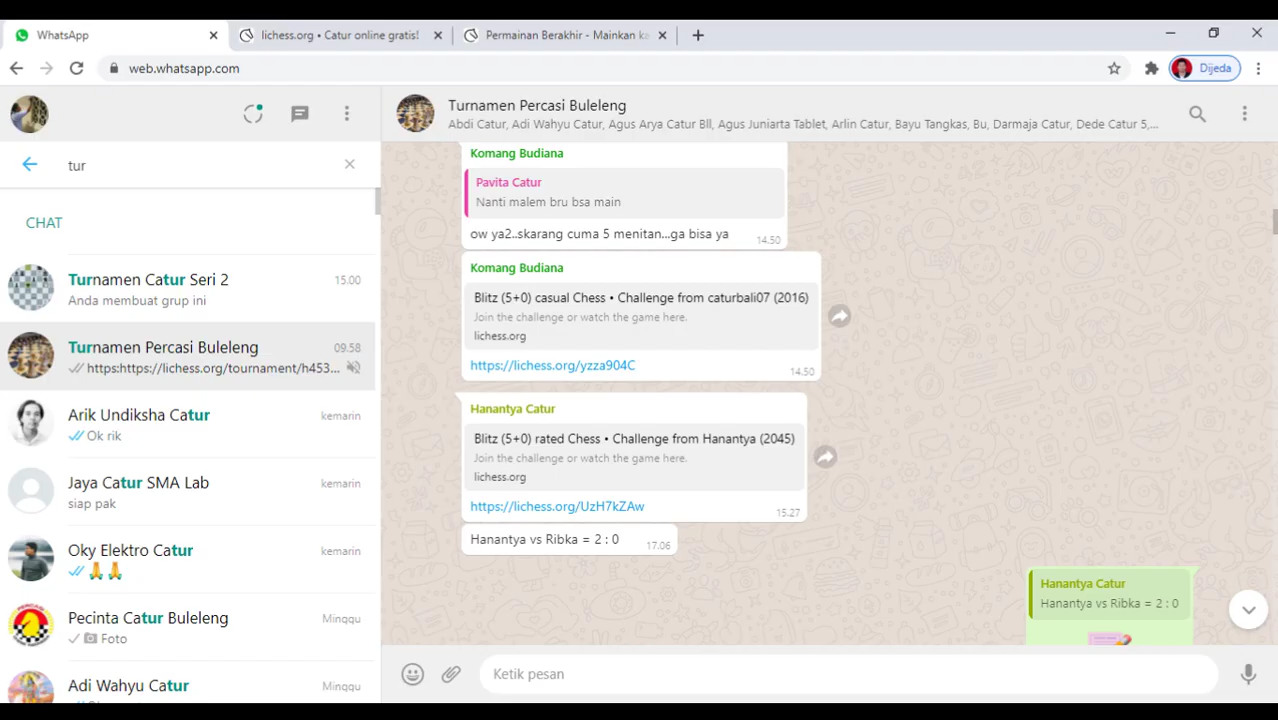 WhatsApp
lichess.org • Catur online gratis!
Permainan Berakhir - Mainkan ka
web.whatsapp.com
Dijeda
tur
CHAT
Turnamen Catur Seri 2
15.00
Anda membuat grup ini
Turnamen Percasi Buleleng
09.58
https:https://lichess.org/tournament/h453...
Arik Undiksha Catur
kemarin
Ok rik
Jaya Catur SMA Lab
kemarin
siap pak
Oky Elektro Catur
kemarin
🙏🙏
PERCASI
Pecinta Catur Buleleng
Minggu
Foto
Adi Wahyu Catur
Minggu
Turnamen Percasi Buleleng
Abdi Catur, Adi Wahyu Catur, Agus Arya Catur Bll, Agus Juniarta Tablet, Arlin Catur, Bayu Tangkas, Bu, Darmaja Catur, Dede Catur 5,...
Komang Budiana
Pavita Catur
Nanti malem bru bsa main
ow ya2..skarang cuma 5 menitan...ga bisa ya
14.50
Komang Budiana
Blitz (5+0) casual Chess • Challenge from caturbali07 (2016)
Join the challenge or watch the game here.
lichess.org
https://lichess.org/yzza904C
14.50
Hanantya Catur
Blitz (5+0) rated Chess • Challenge from Hanantya (2045)
Join the challenge or watch the game here.
lichess.org
https://lichess.org/UzH7kZAw
15.27
Hanantya vs Ribka = 2 : 0
17.06
Hanantya Catur
Hanantya vs Ribka = 2 : 0
Ketik pesan